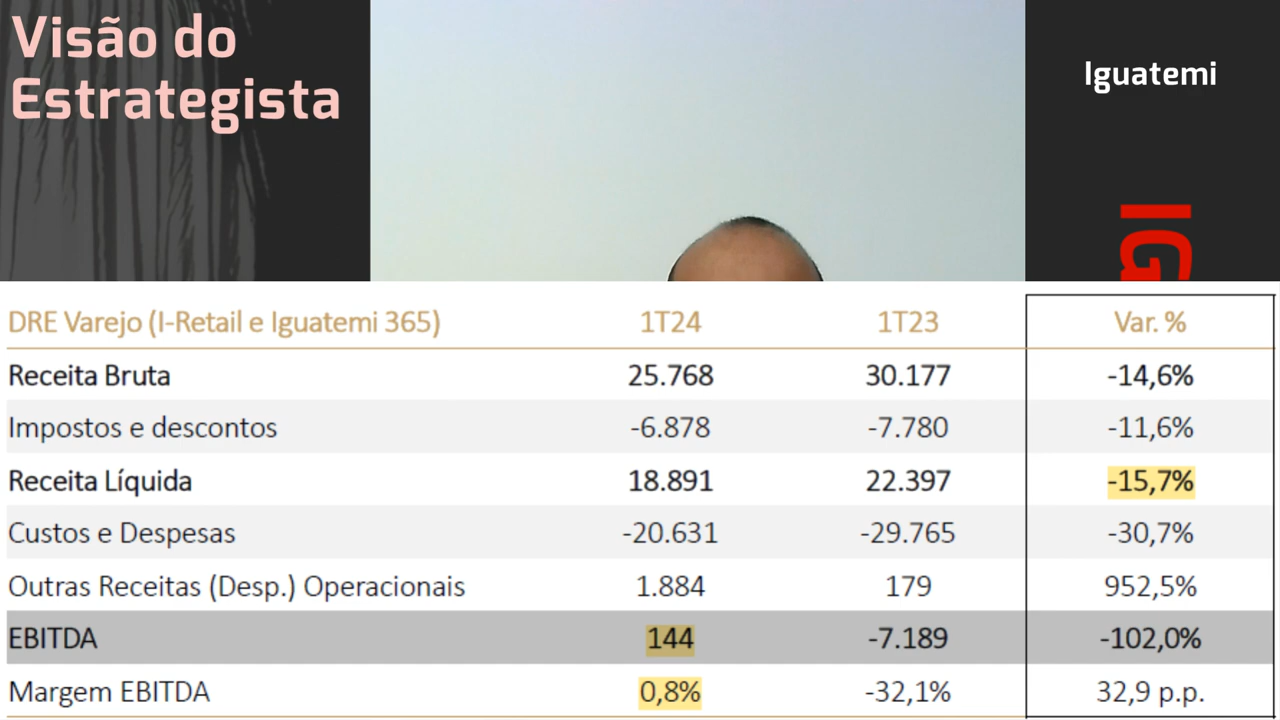 Visão do
Estrategista
Iguatemi
IG
DRE Varejo (I-Retail e Iguatemi 365) 1T24 1T23 Var. %
Receita Bruta 25.768 30.177 -14,6%
Impostos e descontos -6.878 -7.780 -11,6%
Receita Líquida 18.891 22.397 -15,7%
Custos e Despesas -20.631 -29.765 -30,7%
Outras Receitas (Desp.) Operacionais 1.884 179 952,5%
EBITDA 144 -7.189 -102,0%
Margem EBITDA 0,8% -32,1% 32,9 p.p.